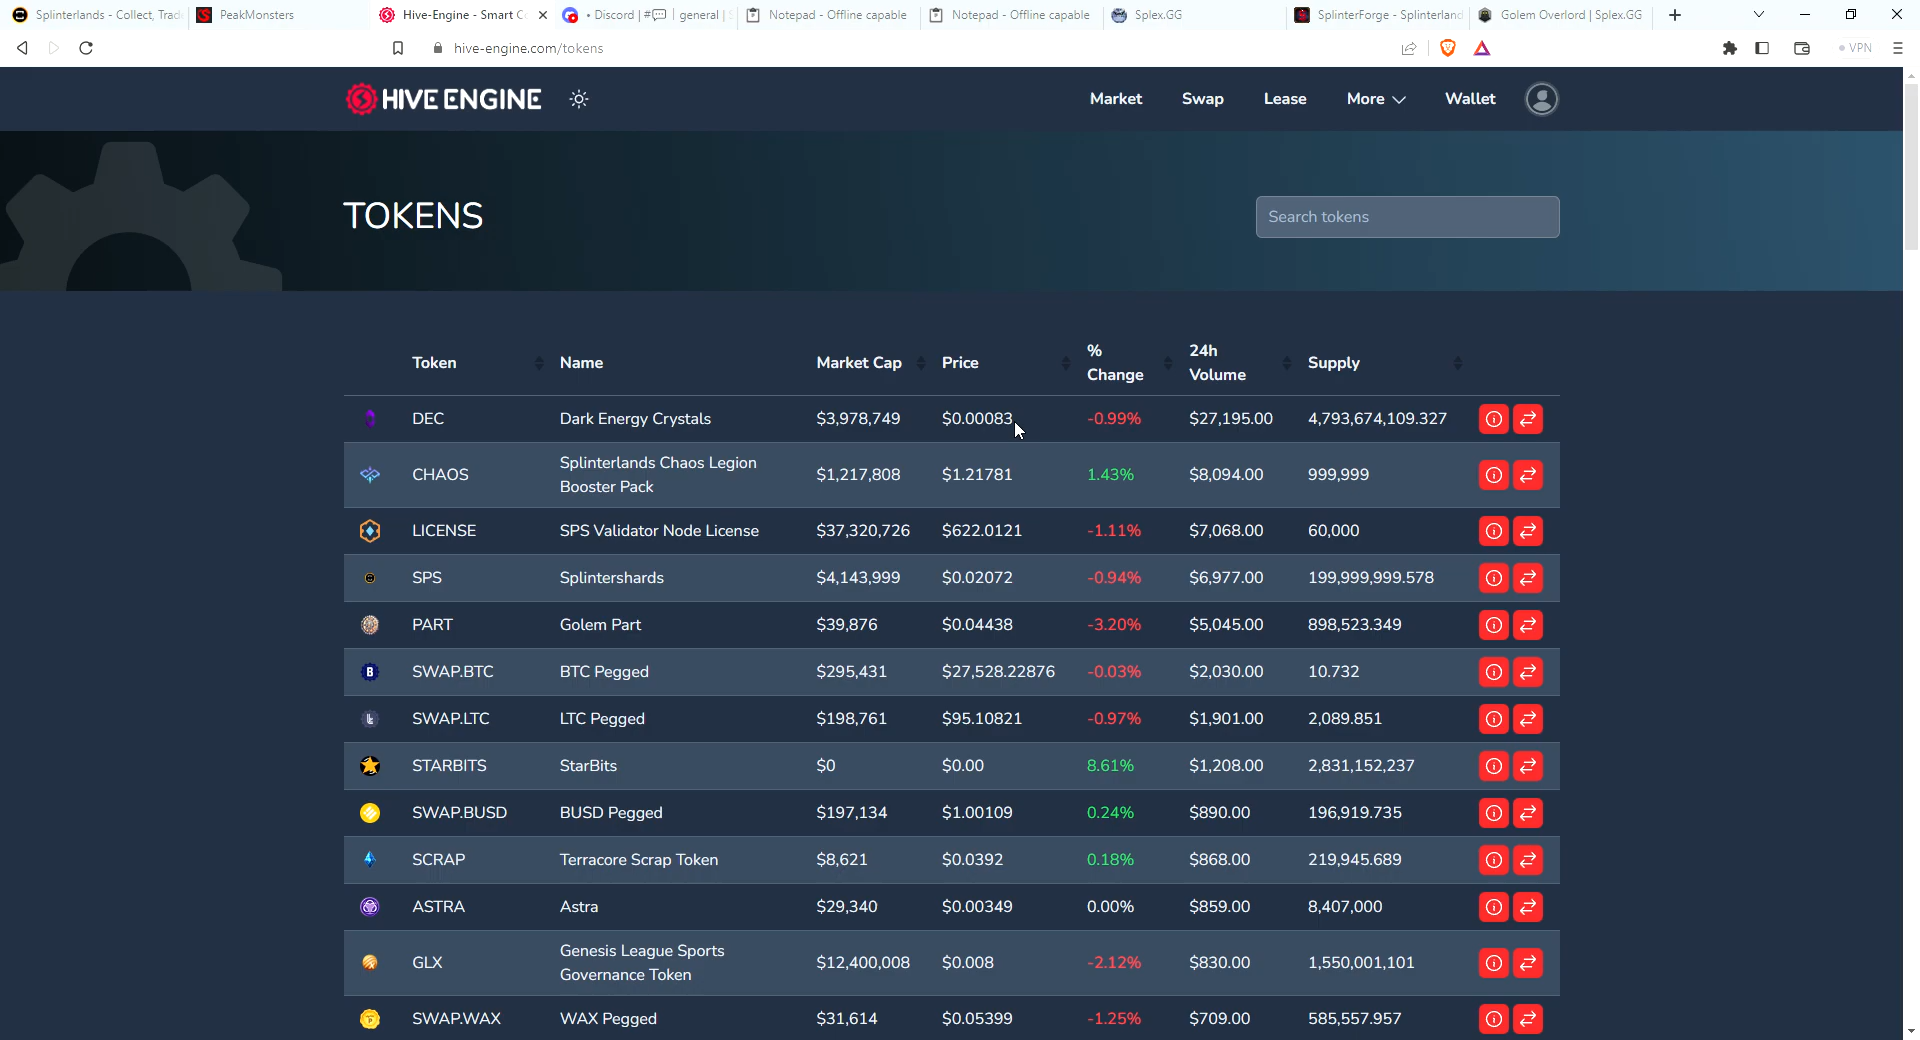 Splinterlands - Collect, Trad
PeakMonsters
Hive-Engine - Smart C
• Discord | # | general | S
Notepad - Offline capable
Notepad - Offline capable
Splex.GG
SplinterForge - Splinterland
Golem Overlord | Splex.GG
hive-engine.com/tokens
VPN
HIVE ENGINE
Market
Swap
Lease
More
Wallet
TOKENS
Search tokens
Token Name Market Cap Price % Change 24h Volume Supply
DEC Dark Energy Crystals $3,978,749 $0.00083 -0.99% $27,195.00 4,793,674,109.327
CHAOS Splinterlands Chaos Legion Booster Pack $1,217,808 $1.21781 1.43% $8,094.00 999,999
LICENSE SPS Validator Node License $37,320,726 $622.0121 -1.11% $7,068.00 60,000
SPS Splintershards $4,143,999 $0.02072 -0.94% $6,977.00 199,999,999.578
PART Golem Part $39,876 $0.04438 -3.20% $5,045.00 898,523.349
SWAP.BTC BTC Pegged $295,431 $27,528.22876 -0.03% $2,030.00 10.732
SWAP.LTC LTC Pegged $198,761 $95.10821 -0.97% $1,901.00 2,089.851
STARBITS StarBits $0 $0.00 8.61% $1,208.00 2,831,152,237
SWAP.BUSD BUSD Pegged $197,134 $1.00109 0.24% $890.00 196,919.735
SCRAP Terracore Scrap Token $8,621 $0.0392 0.18% $868.00 219,945.689
ASTRA Astra $29,340 $0.00349 0.00% $859.00 8,407,000
GLX Genesis League Sports Governance Token $12,400,008 $0.008 -2.12% $830.00 1,550,001,101
SWAP.WAX WAX Pegged $31,614 $0.05399 -1.25% $709.00 585,557.957